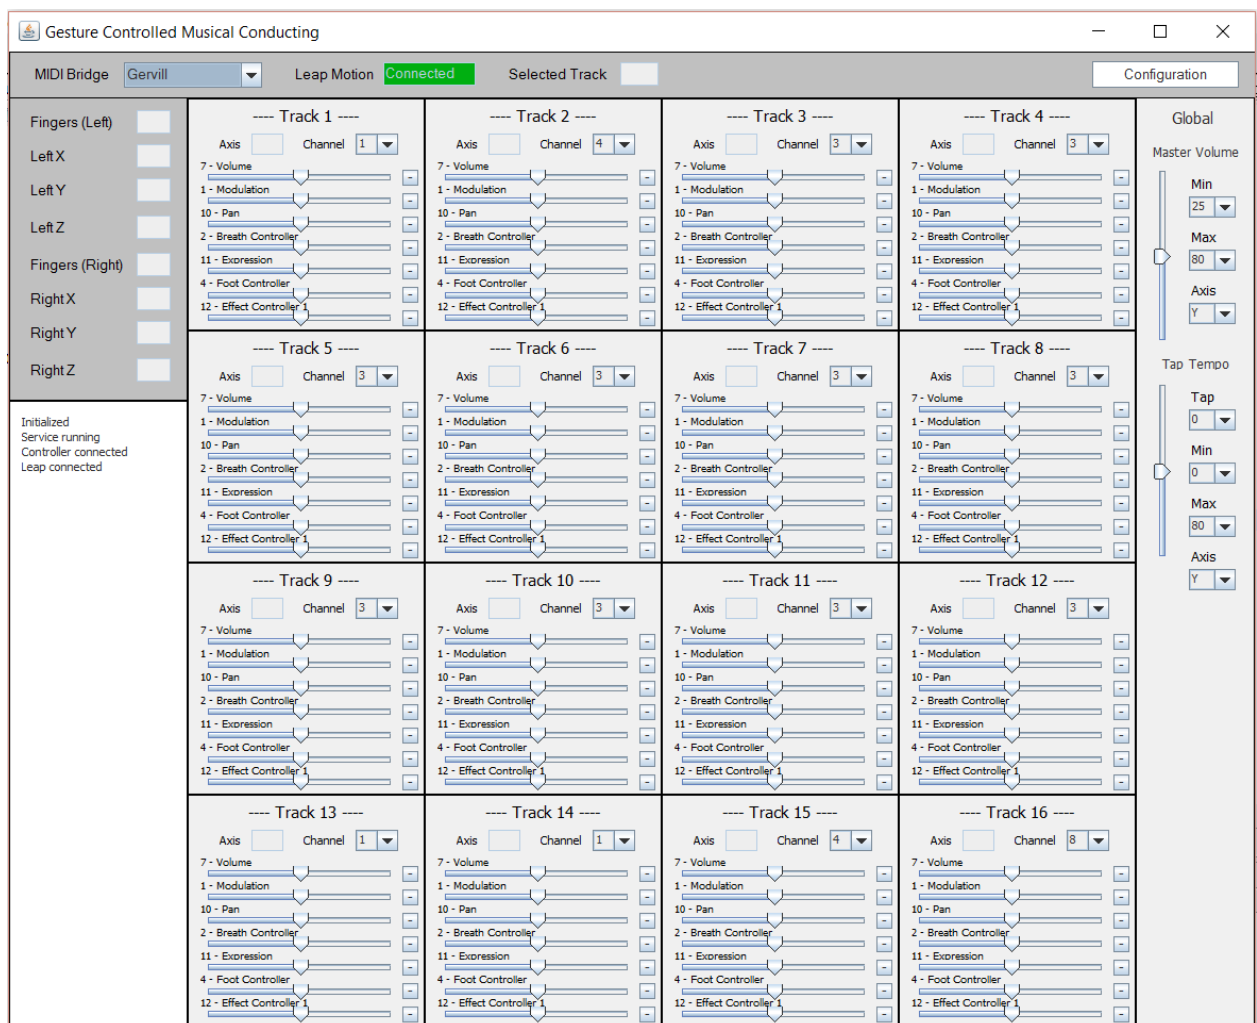 Gesture Controlled Musical Conducting
MIDI Bridge Gervill Leap Motion Connected Selected Track Configuration
Fingers (Left)
Left X
Left Y
Left Z
Fingers (Right)
Right X
Right Y
Right Z
Initialized
Service running
Controller connected
Leap connected
---- Track 1 ----
Axis Channel 1
7 - Volume -
1 - Modulation -
10 - Pan -
2 - Breath Controller -
11 - Expression -
4 - Foot Controller -
12 - Effect Controller 1 -
---- Track 2 ----
Axis Channel 4
7 - Volume -
1 - Modulation -
10 - Pan -
2 - Breath Controller -
11 - Expression -
4 - Foot Controller -
12 - Effect Controller 1 -
---- Track 3 ----
Axis Channel 3
7 - Volume -
1 - Modulation -
10 - Pan -
2 - Breath Controller -
11 - Expression -
4 - Foot Controller -
12 - Effect Controller 1 -
---- Track 4 ----
Axis Channel 3
7 - Volume -
1 - Modulation -
10 - Pan -
2 - Breath Controller -
11 - Expression -
4 - Foot Controller -
12 - Effect Controller 1 -
---- Track 5 ----
Axis Channel 3
7 - Volume -
1 - Modulation -
10 - Pan -
2 - Breath Controller -
11 - Expression -
4 - Foot Controller -
12 - Effect Controller 1 -
---- Track 6 ----
Axis Channel 3
7 - Volume -
1 - Modulation -
10 - Pan -
2 - Breath Controller -
11 - Expression -
4 - Foot Controller -
12 - Effect Controller 1 -
---- Track 7 ----
Axis Channel 3
7 - Volume -
1 - Modulation -
10 - Pan -
2 - Breath Controller -
11 - Expression -
4 - Foot Controller -
12 - Effect Controller 1 -
---- Track 8 ----
Axis Channel 3
7 - Volume -
1 - Modulation -
10 - Pan -
2 - Breath Controller -
11 - Expression -
4 - Foot Controller -
12 - Effect Controller 1 -
---- Track 9 ----
Axis Channel 3
7 - Volume -
1 - Modulation -
10 - Pan -
2 - Breath Controller -
11 - Expression -
4 - Foot Controller -
12 - Effect Controller 1 -
---- Track 10 ----
Axis Channel 3
7 - Volume -
1 - Modulation -
10 - Pan -
2 - Breath Controller -
11 - Expression -
4 - Foot Controller -
12 - Effect Controller 1 -
---- Track 11 ----
Axis Channel 3
7 - Volume -
1 - Modulation -
10 - Pan -
2 - Breath Controller -
11 - Expression -
4 - Foot Controller -
12 - Effect Controller 1 -
---- Track 12 ----
Axis Channel 3
7 - Volume -
1 - Modulation -
10 - Pan -
2 - Breath Controller -
11 - Expression -
4 - Foot Controller -
12 - Effect Controller 1 -
---- Track 13 ----
Axis Channel 1
7 - Volume -
1 - Modulation -
10 - Pan -
2 - Breath Controller -
11 - Expression -
4 - Foot Controller -
12 - Effect Controller 1 -
---- Track 14 ----
Axis Channel 1
7 - Volume -
1 - Modulation -
10 - Pan -
2 - Breath Controller -
11 - Expression -
4 - Foot Controller -
12 - Effect Controller 1 -
---- Track 15 ----
Axis Channel 4
7 - Volume -
1 - Modulation -
10 - Pan -
2 - Breath Controller -
11 - Expression -
4 - Foot Controller -
12 - Effect Controller 1 -
---- Track 16 ----
Axis Channel 8
7 - Volume -
1 - Modulation -
10 - Pan -
2 - Breath Controller -
11 - Expression -
4 - Foot Controller -
12 - Effect Controller 1 -
Global
Master Volume
Min
25
Max
80
Axis
Y
Tap Tempo
Tap
0
Min
0
Max
80
Axis
Y